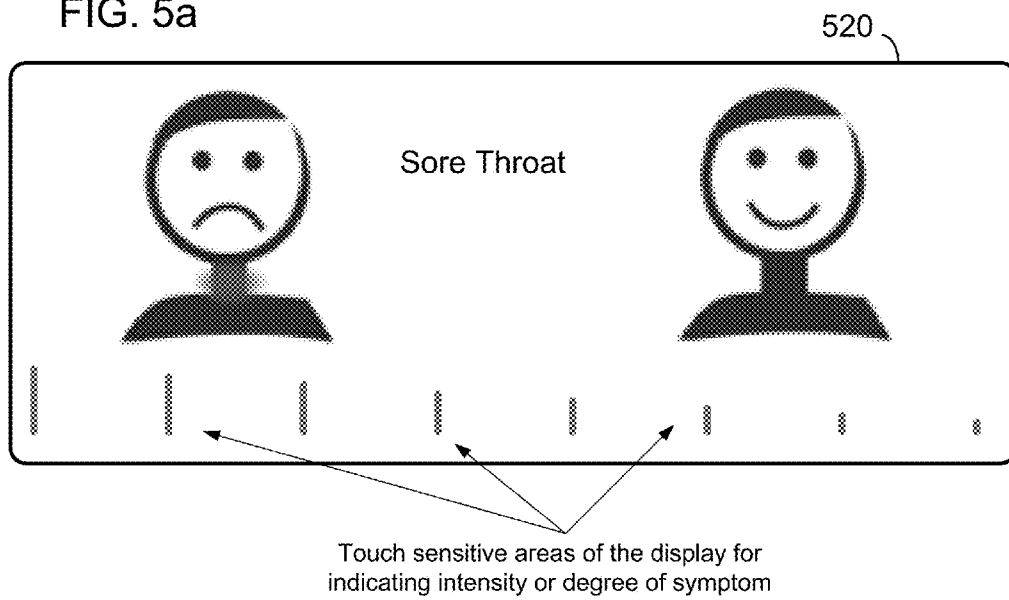 FIG. 5a
520
Sore Throat
Touch sensitive areas of the display for
indicating intensity or degree of symptom